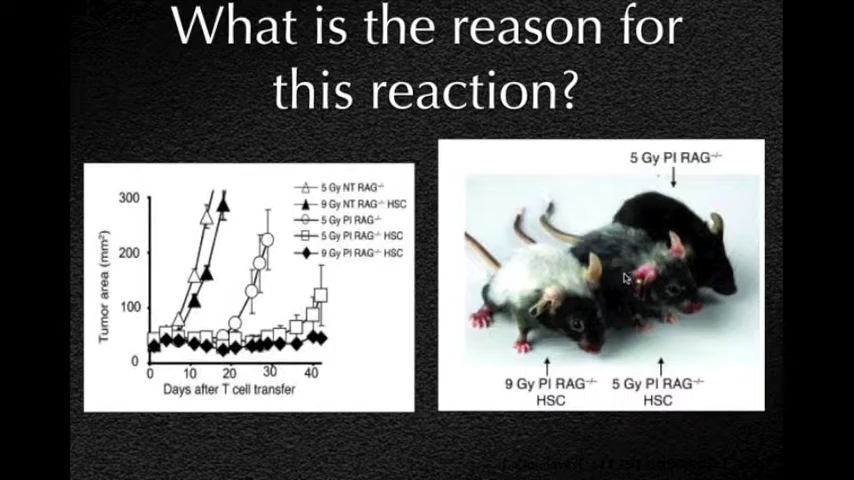 What is the reason for
this reaction?
5 Gy NT RAG-/-
9 Gy NT RAG-/- HSC
5 Gy PI RAG-/-
5 Gy PI RAG-/- HSC
9 Gy PI RAG-/- HSC
300
200
100
0
Tumor area (mm²)
0 10 20 30 40
Days after T cell transfer
5 Gy PI RAG-/-
9 Gy PI RAG-/-
HSC
5 Gy PI RAG-/-
HSC